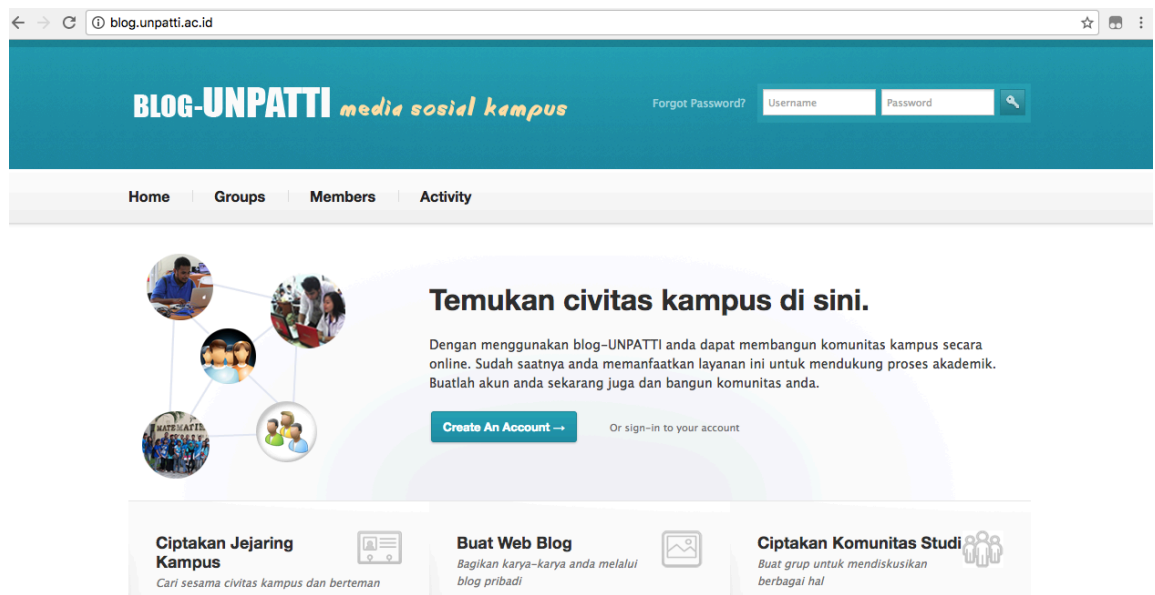 blog.unpatti.ac.id
BLOG-UNPATTI media sosial kampus
Forgot Password?
Username
Password
Home
Groups
Members
Activity
MATEMATIK
Temukan civitas kampus di sini.
Dengan menggunakan blog-UNPATTI anda dapat membangun komunitas kampus secara
online. Sudah saatnya anda memanfaatkan layanan ini untuk mendukung proses akademik.
Buatlah akun anda sekarang juga dan bangun komunitas anda.
Create An Account →
Or sign-in to your account
Ciptakan Jejaring
Kampus
Cari sesama civitas kampus dan berteman
Buat Web Blog
Bagikan karya-karya anda melalui
blog pribadi
Ciptakan Komunitas Studi
Buat grup untuk mendiskusikan
berbagai hal